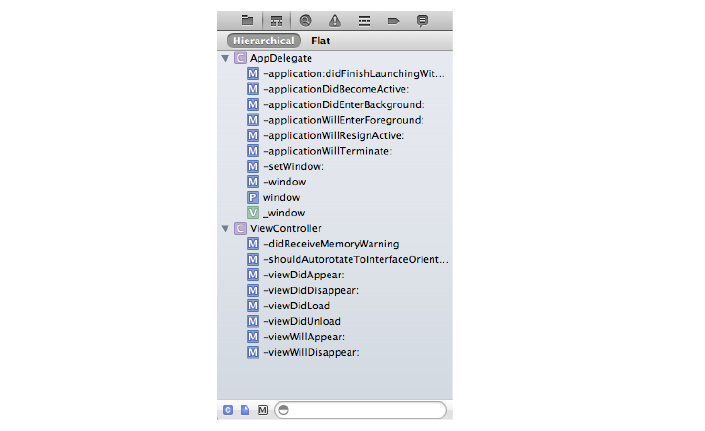 Hierarchical Flat
C AppDelegate
M -application:didFinishLaunchingWit...
M -applicationDidBecomeActive:
M -applicationDidEnterBackground:
M -applicationWillEnterForeground:
M -applicationWillResignActive:
M -applicationWillTerminate:
M -setWindow:
M -window
P window
V _window
C ViewController
M -didReceiveMemoryWarning
M -shouldAutorotateToInterfaceOrient...
M -viewDidAppear:
M -viewDidDisappear:
M -viewDidLoad
M -viewDidUnload
M -viewWillAppear:
M -viewWillDisappear:
C M